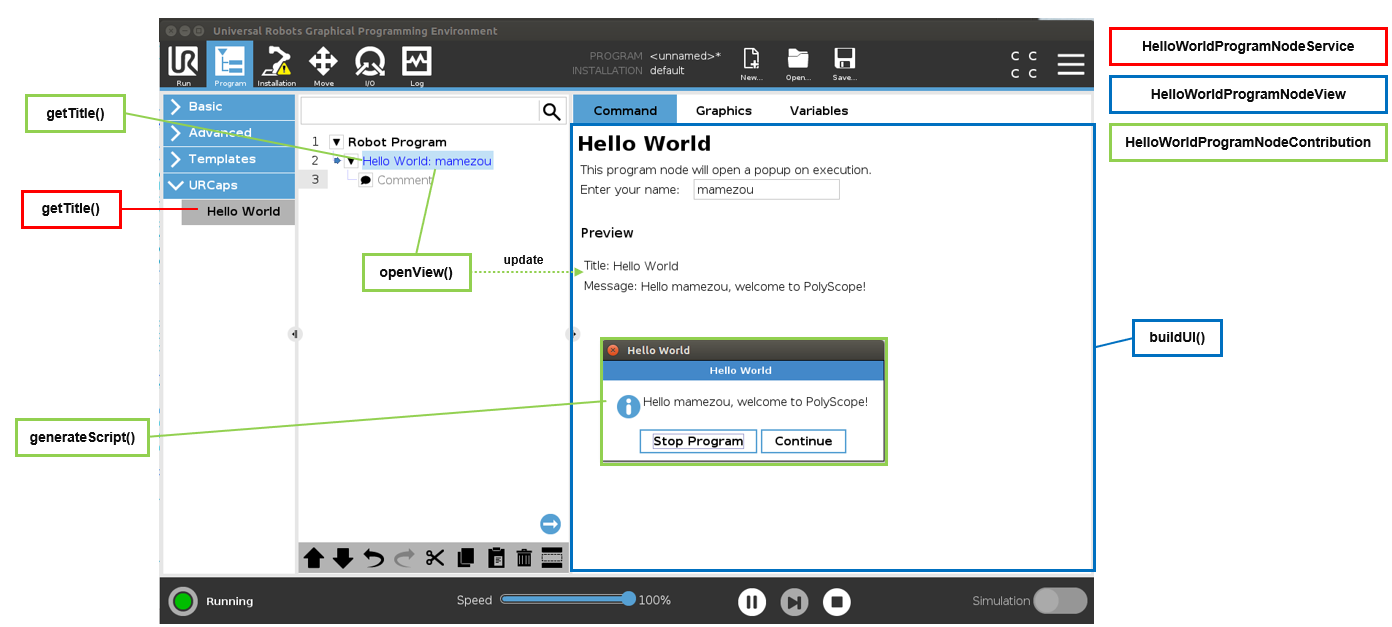 Universal Robots Graphical Programming Environment
Run
Program
Installation
Move
I/O
Log
PROGRAM <unnamed>*
INSTALLATION default
New...
Open...
Save...
C C
C C
HelloWorldProgramNodeService
HelloWorldProgramNodeView
HelloWorldProgramNodeContribution
getTitle()
getTitle()
generateScript()
Basic
Advanced
Templates
URCaps
Hello World
1 Robot Program
2 Hello World: mamezou
3 Comment
openView()
update
Command Graphics Variables
Hello World
This program node will open a popup on execution.
Enter your name: mamezou
Preview
Title: Hello World
Message: Hello mamezou, welcome to PolyScope!
buildUI()
Hello World
Hello World
Hello mamezou, welcome to PolyScope!
Stop Program Continue
Running
Speed 100%
Simulation